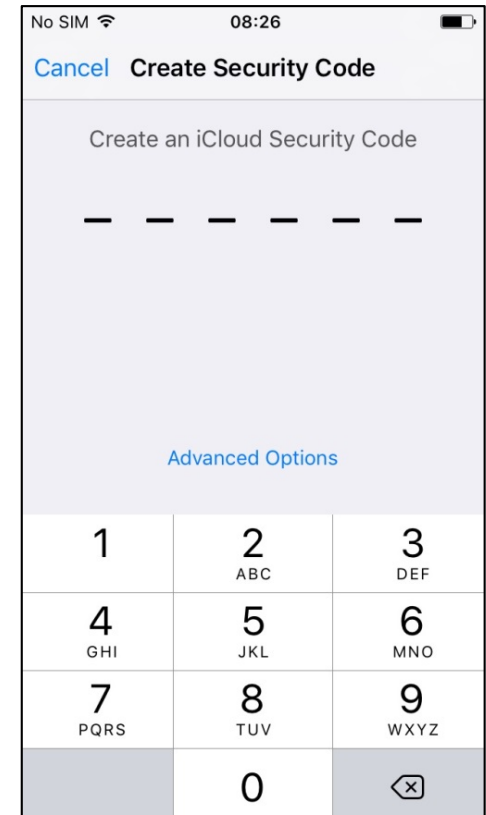 No SIM 08:26
Cancel Create Security Code
Create an iCloud Security Code
Advanced Options
1 2 3
ABC DEF
4 5 6
GHI JKL MNO
7 8 9
PQRS TUV WXYZ
0